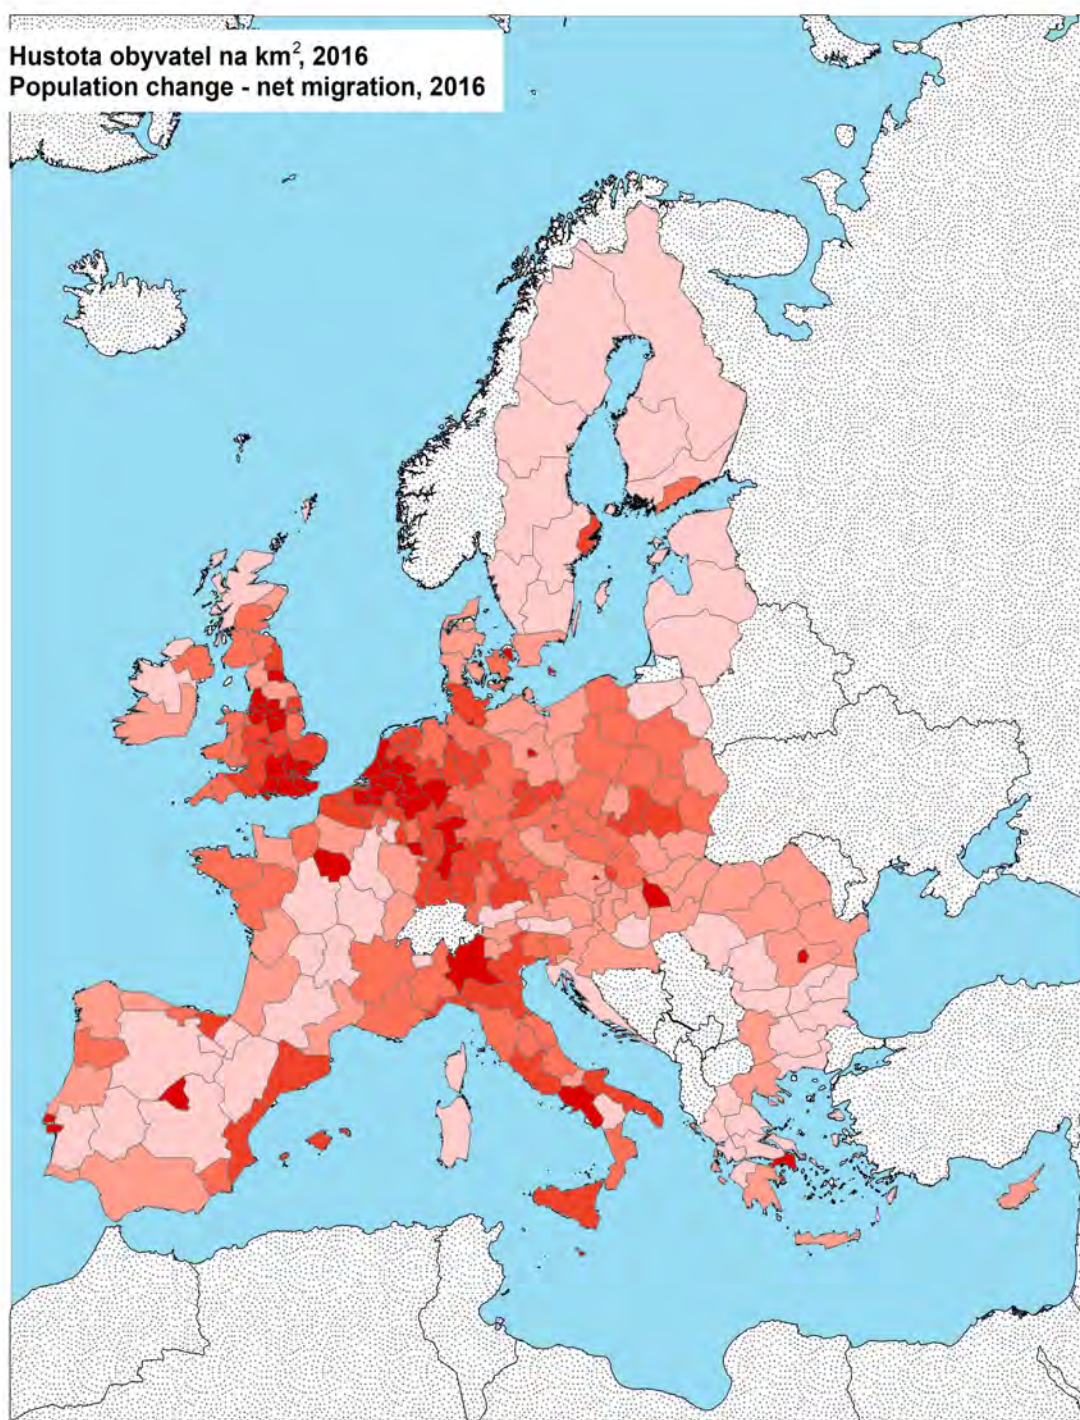 Hustota obyvatel na km², 2016
Population change - net migration, 2016